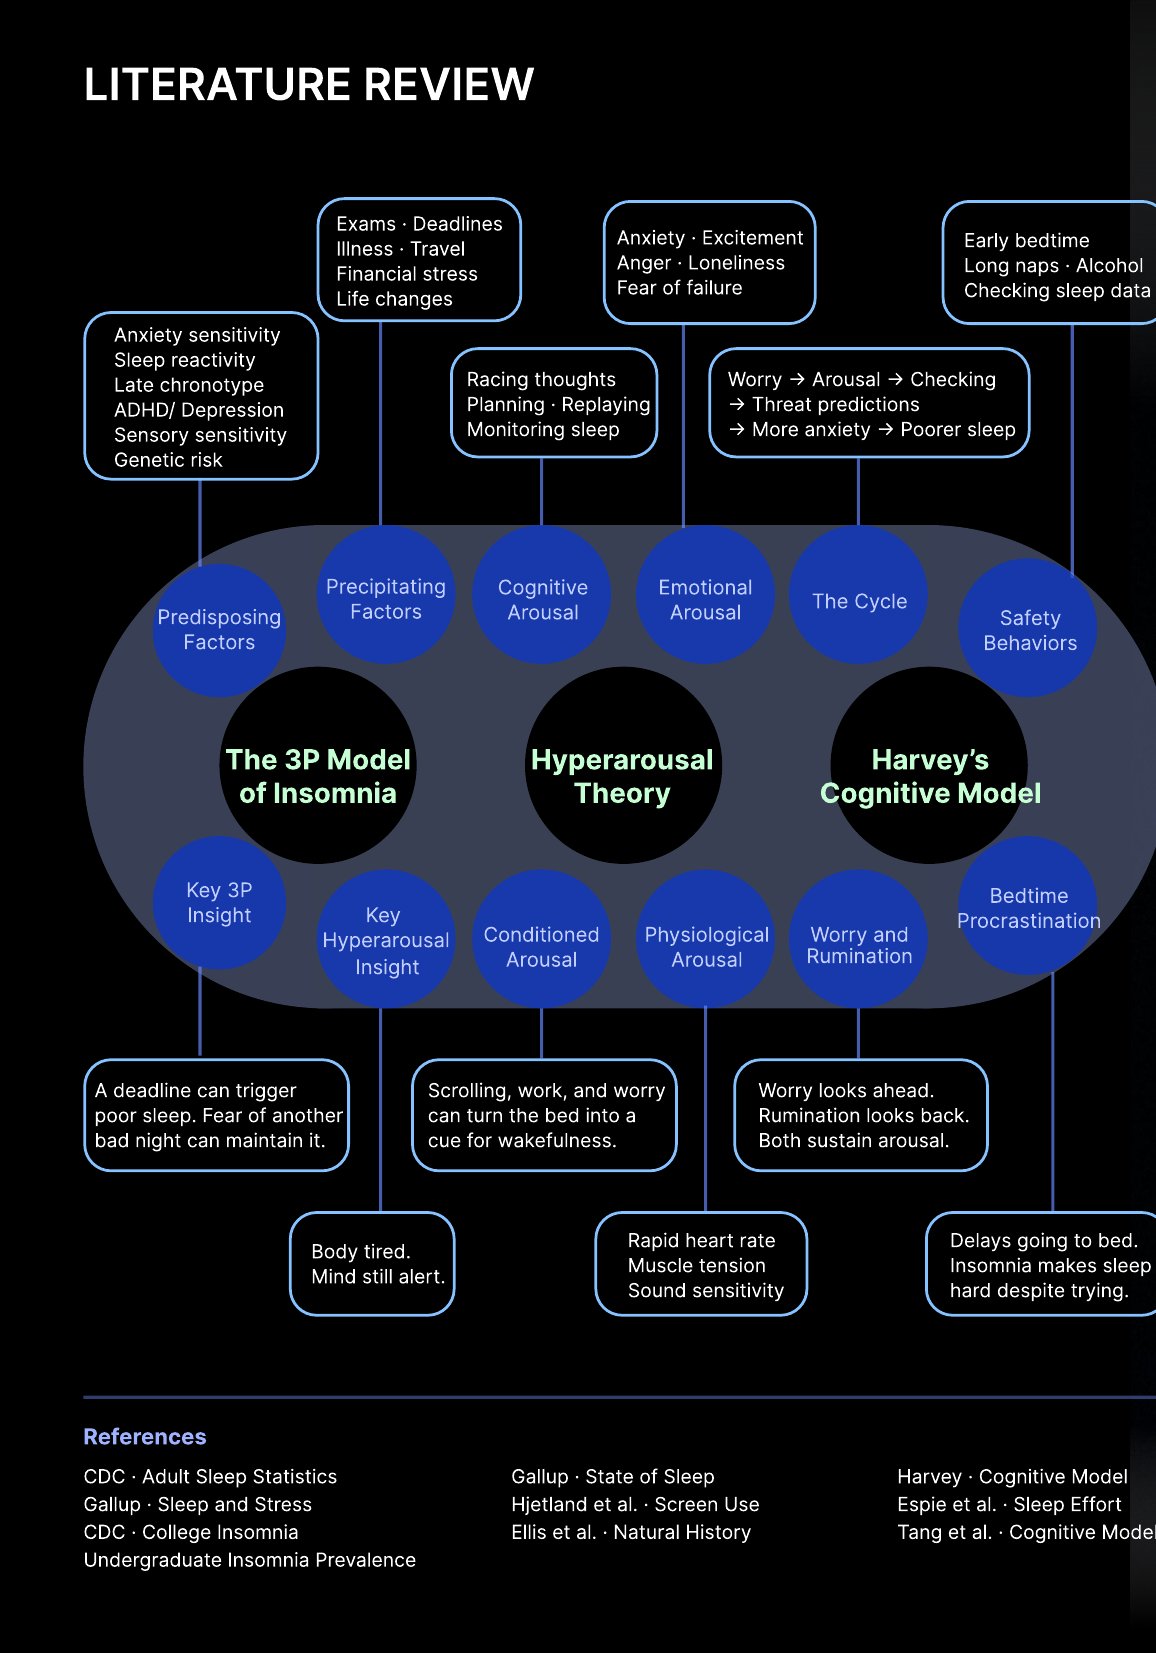 LITERATURE REVIEW
Exams · Deadlines
Illness · Travel
Financial stress
Life changes
Anxiety · Excitement
Anger · Loneliness
Fear of failure
Early bedtime
Long naps · Alcohol
Checking sleep data
Anxiety sensitivity
Sleep reactivity
Late chronotype
ADHD/ Depression
Sensory sensitivity
Genetic risk
Racing thoughts
Planning · Replaying
Monitoring sleep
Worry → Arousal → Checking
→ Threat predictions
→ More anxiety → Poorer sleep
Predisposing
Factors
Precipitating
Factors
Cognitive
Arousal
Emotional
Arousal
The Cycle
Safety
Behaviors
The 3P Model
of Insomnia
Hyperarousal
Theory
Harvey’s
Cognitive Model
Key 3P
Insight
Key
Hyperarousal
Insight
Conditioned
Arousal
Physiological
Arousal
Worry and
Rumination
Bedtime
Procrastination
A deadline can trigger
poor sleep. Fear of another
bad night can maintain it.
Scrolling, work, and worry
can turn the bed into a
cue for wakefulness.
Worry looks ahead.
Rumination looks back.
Both sustain arousal.
Body tired.
Mind still alert.
Rapid heart rate
Muscle tension
Sound sensitivity
Delays going to bed.
Insomnia makes sleep
hard despite trying.
References
CDC · Adult Sleep Statistics
Gallup · Sleep and Stress
CDC · College Insomnia
Undergraduate Insomnia Prevalence
Gallup · State of Sleep
Hjetland et al. · Screen Use
Ellis et al. · Natural History
Harvey · Cognitive Model
Espie et al. · Sleep Effort
Tang et al. · Cognitive Model